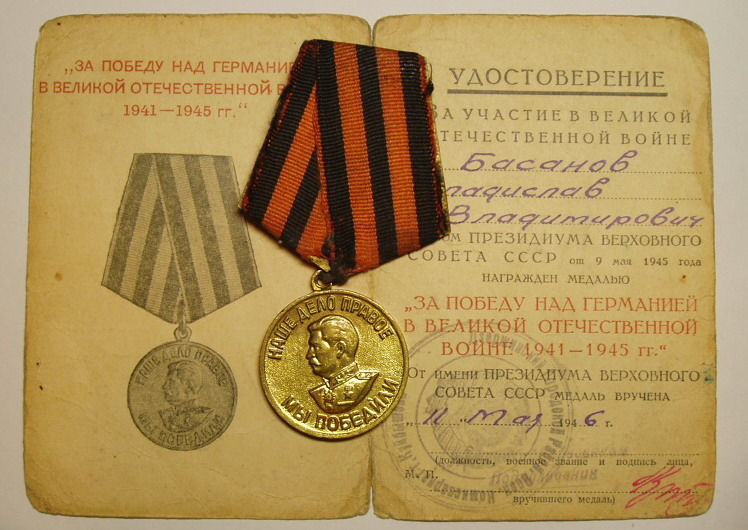 „ЗА ПОБЕДУ НАД ГЕРМАНИЕ
В ВЕЛИКОЙ ОТЕЧЕСТВЕННОЙ В
1941—1945 гг.“
НАШЕ ДЕЛО ПРАВОЕ
МЫ ПОБЕДИЛИ
НАШЕ ДЕЛО ПРАВОЕ
МЫ ПОБЕДИЛИ
УДОСТОВЕРЕНИЕ
ЗА УЧАСТИЕ В ВЕЛИКОЙ
ТЕЧЕСТВЕННОЙ ВОЙНЕ
Басанов
ладислав
Владимирович
ом ПРЕЗИДИУМА ВЕРХОВНОГО
СОВЕТА СССР от 9 мая 1945 года
НАГРАЖДЕН МЕДАЛЬЮ
„ЗА ПОБЕДУ НАД ГЕРМАНИЕЙ
В ВЕЛИКОЙ ОТЕЧЕСТВЕННОЙ
ВОЙНЕ 1941—1945 гг.“
От имени ПРЕЗИДИУМА ВЕРХОВНОГО
СОВЕТА СССР МЕДАЛЬ ВРУЧЕНА
„11“ Мая 1946 г.
(должность, военное звание и подпись лица,
М. П.
вручившего медаль)